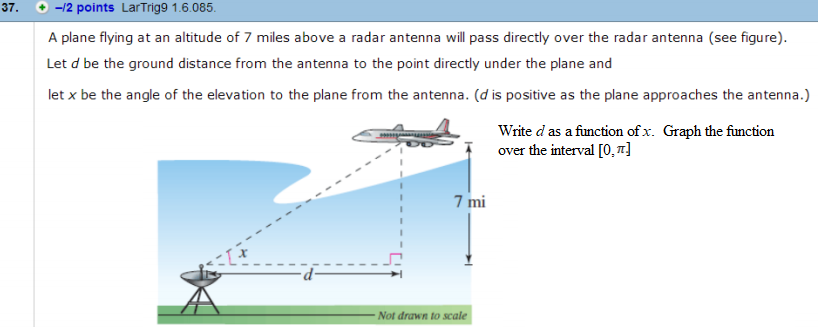 37. + –/2 points LarTrig9 1.6.085.
A plane flying at an altitude of 7 miles above a radar antenna will pass directly over the radar antenna (see figure).
Let d be the ground distance from the antenna to the point directly under the plane and
let x be the angle of the elevation to the plane from the antenna. (d is positive as the plane approaches the antenna.)
Write d as a function of x. Graph the function
over the interval [0, π]
7 mi
x
d
Not drawn to scale